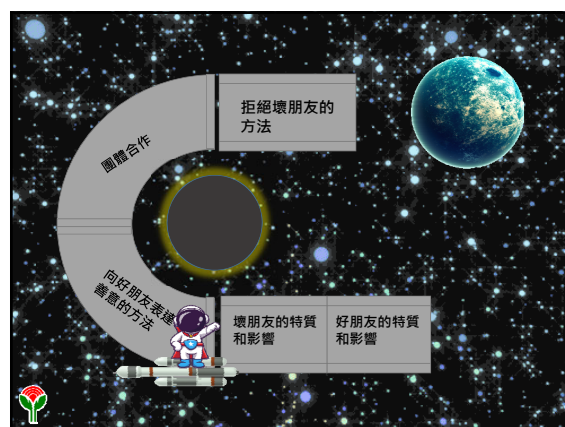 拒絕壞朋友的
方法
團體合作
向好朋友表達
善意的方法
壞朋友的特質
和影響
好朋友的特質
和影響